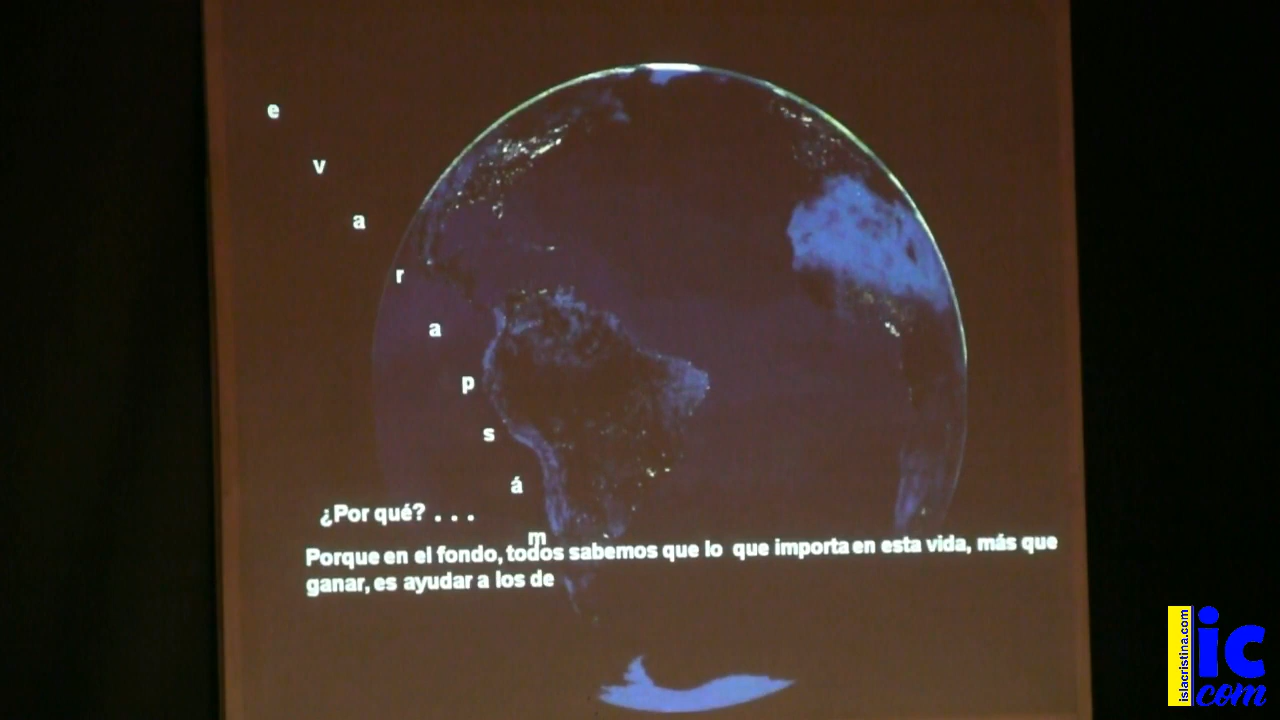 e
v
a
r
a
p
s
á
m
¿Por qué? . . .
Porque en el fondo, todos sabemos que lo que importa en esta vida, más que
ganar, es ayudar a los de
islacristina.com
ic
com